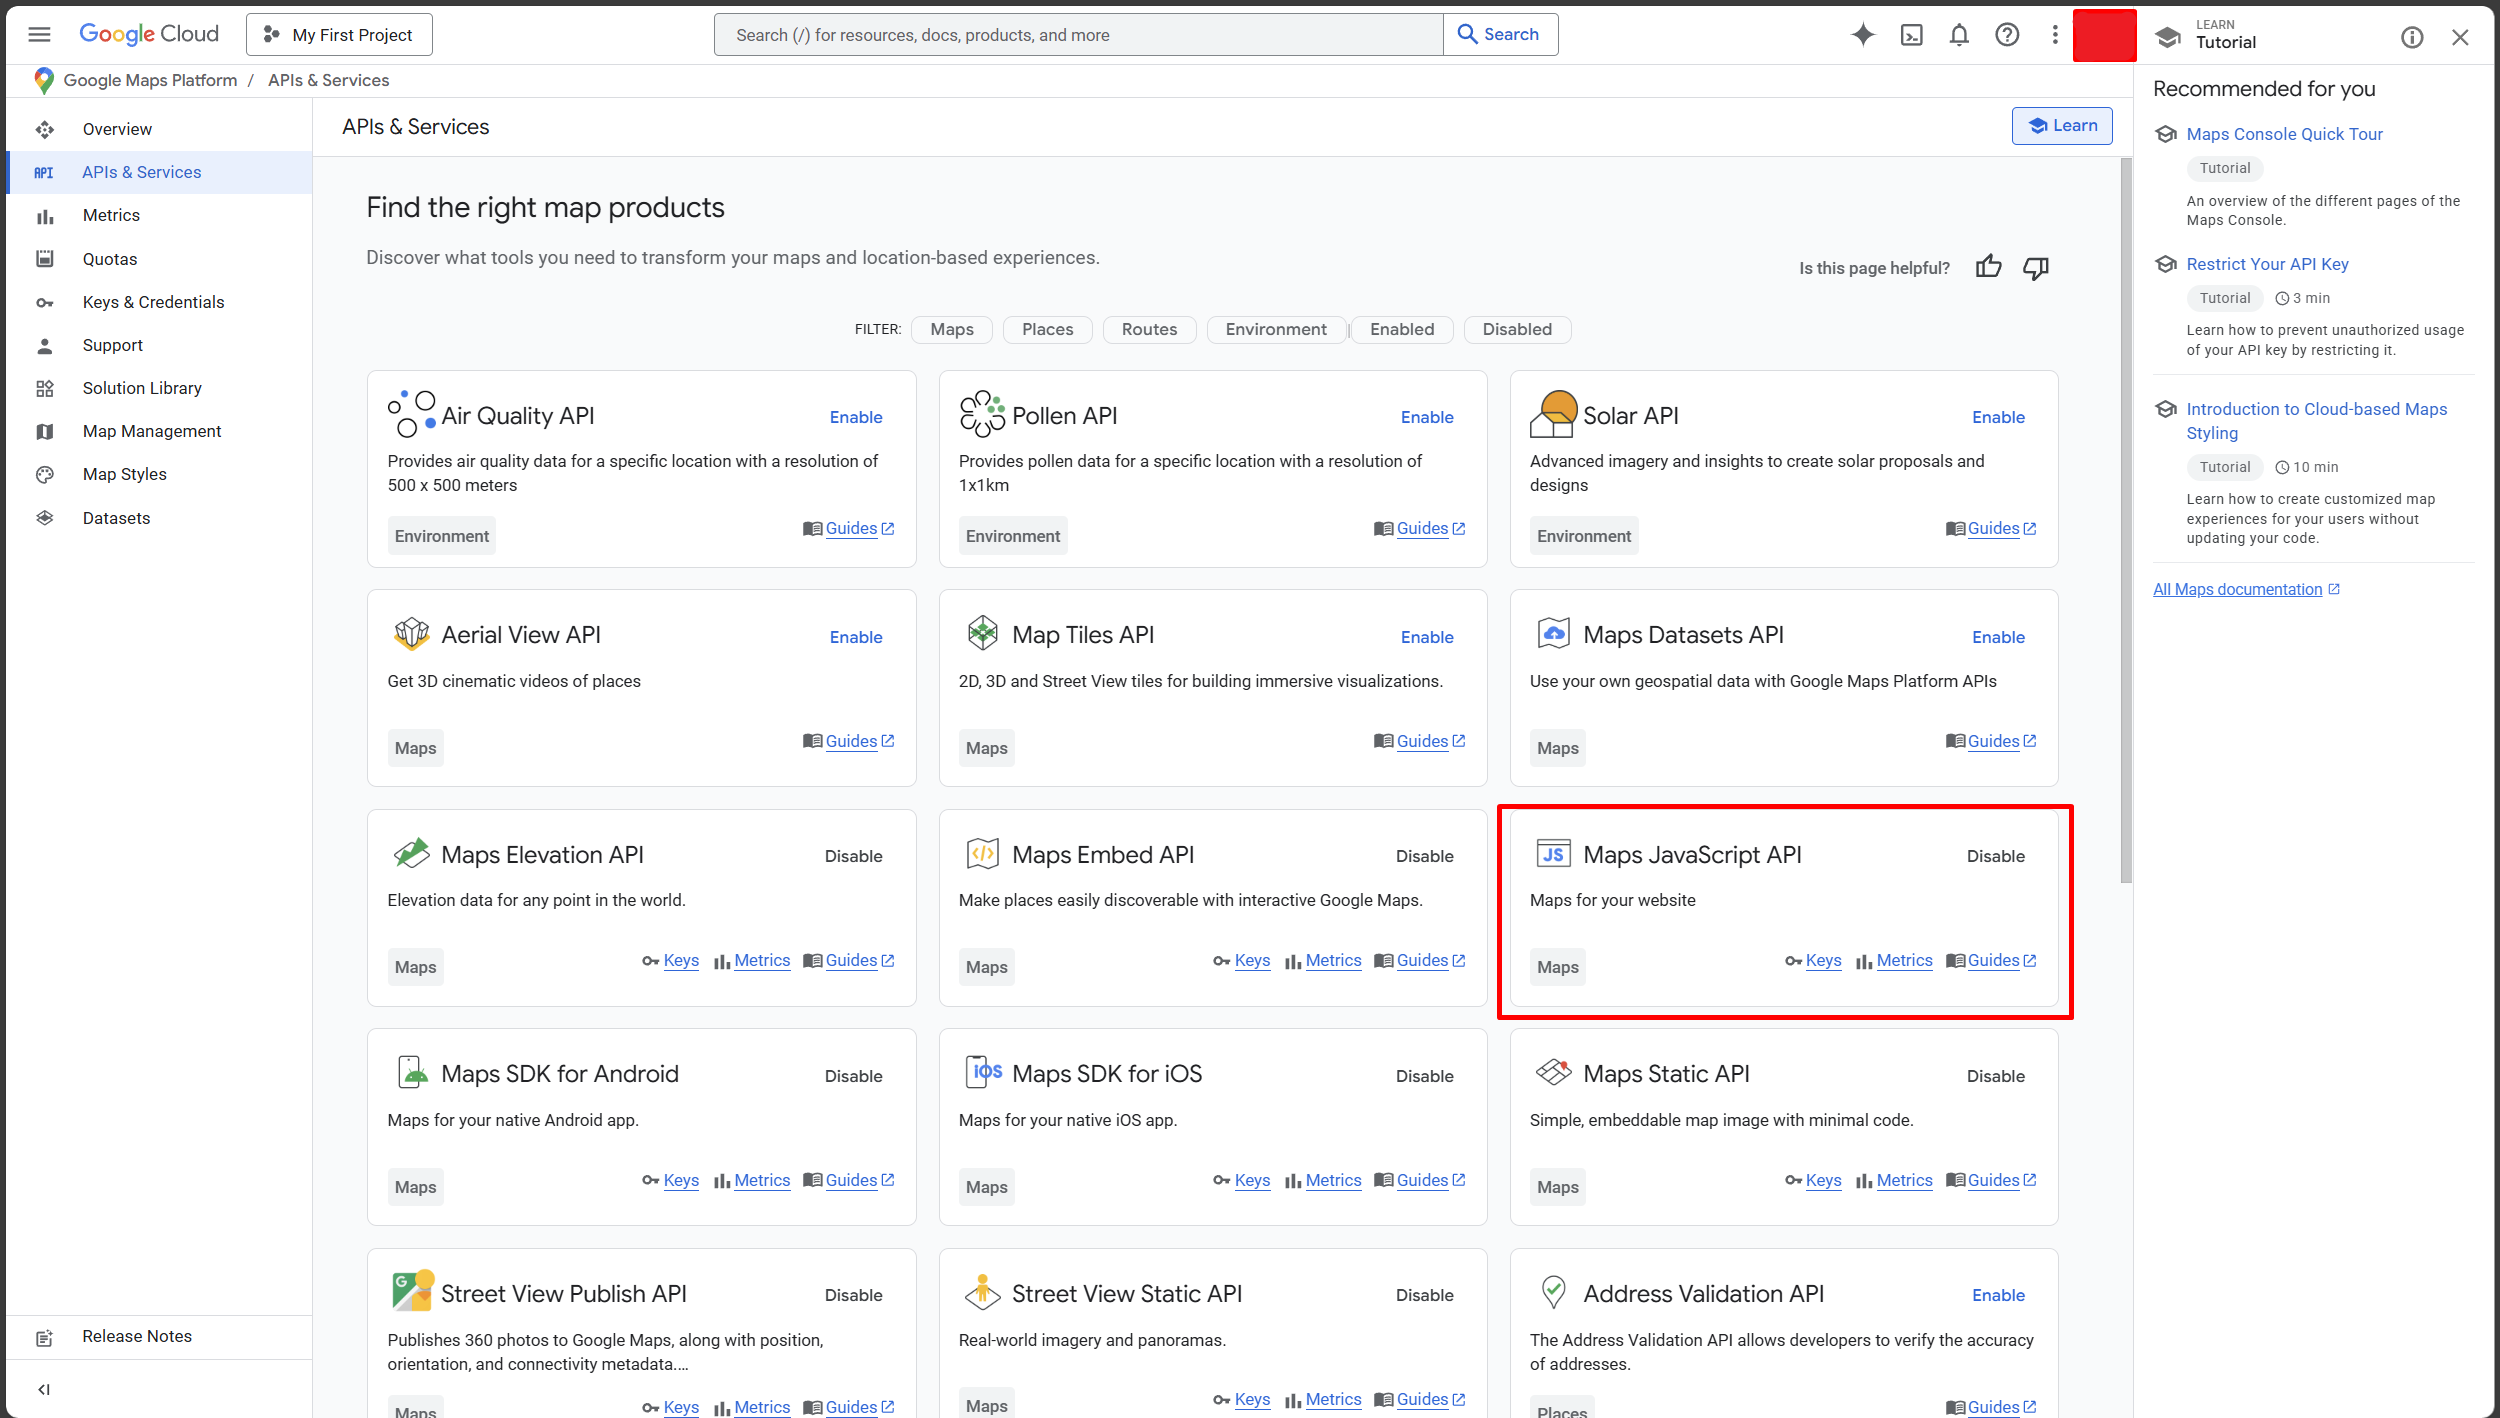 Google Cloud
My First Project
Search (/) for resources, docs, products, and more
Search
LEARN
Tutorial
Google Maps Platform / APIs & Services
Overview
API APIs & Services
Metrics
Quotas
Keys & Credentials
Support
Solution Library
Map Management
Map Styles
Datasets
Release Notes
APIs & Services
Learn
Find the right map products
Discover what tools you need to transform your maps and location-based experiences.
Is this page helpful?
FILTER: Maps Places Routes Environment Enabled Disabled
Air Quality API Enable
Provides air quality data for a specific location with a resolution of
500 x 500 meters
Environment Guides
Pollen API Enable
Provides pollen data for a specific location with a resolution of
1x1km
Environment Guides
Solar API Enable
Advanced imagery and insights to create solar proposals and
designs
Environment Guides
Aerial View API Enable
Get 3D cinematic videos of places
Maps Guides
Map Tiles API Enable
2D, 3D and Street View tiles for building immersive visualizations.
Maps Guides
Maps Datasets API Enable
Use your own geospatial data with Google Maps Platform APIs
Maps Guides
Maps Elevation API Disable
Elevation data for any point in the world.
Maps Keys Metrics Guides
</> Maps Embed API Disable
Make places easily discoverable with interactive Google Maps.
Maps Keys Metrics Guides
JS Maps JavaScript API Disable
Maps for your website
Maps Keys Metrics Guides
Maps SDK for Android Disable
Maps for your native Android app.
Maps Keys Metrics Guides
iOS Maps SDK for iOS Disable
Maps for your native iOS app.
Maps Keys Metrics Guides
Maps Static API Disable
Simple, embeddable map image with minimal code.
Maps Keys Metrics Guides
G Street View Publish API Disable
Publishes 360 photos to Google Maps, along with position,
orientation, and connectivity metadata....
Maps Keys Metrics Guides
Street View Static API Disable
Real-world imagery and panoramas.
Maps Keys Metrics Guides
Address Validation API Enable
The Address Validation API allows developers to verify the accuracy
of addresses.
Places Guides
Recommended for you
Maps Console Quick Tour
Tutorial
An overview of the different pages of the
Maps Console.
Restrict Your API Key
Tutorial 3 min
Learn how to prevent unauthorized usage
of your API key by restricting it.
Introduction to Cloud-based Maps
Styling
Tutorial 10 min
Learn how to create customized map
experiences for your users without
updating your code.
All Maps documentation